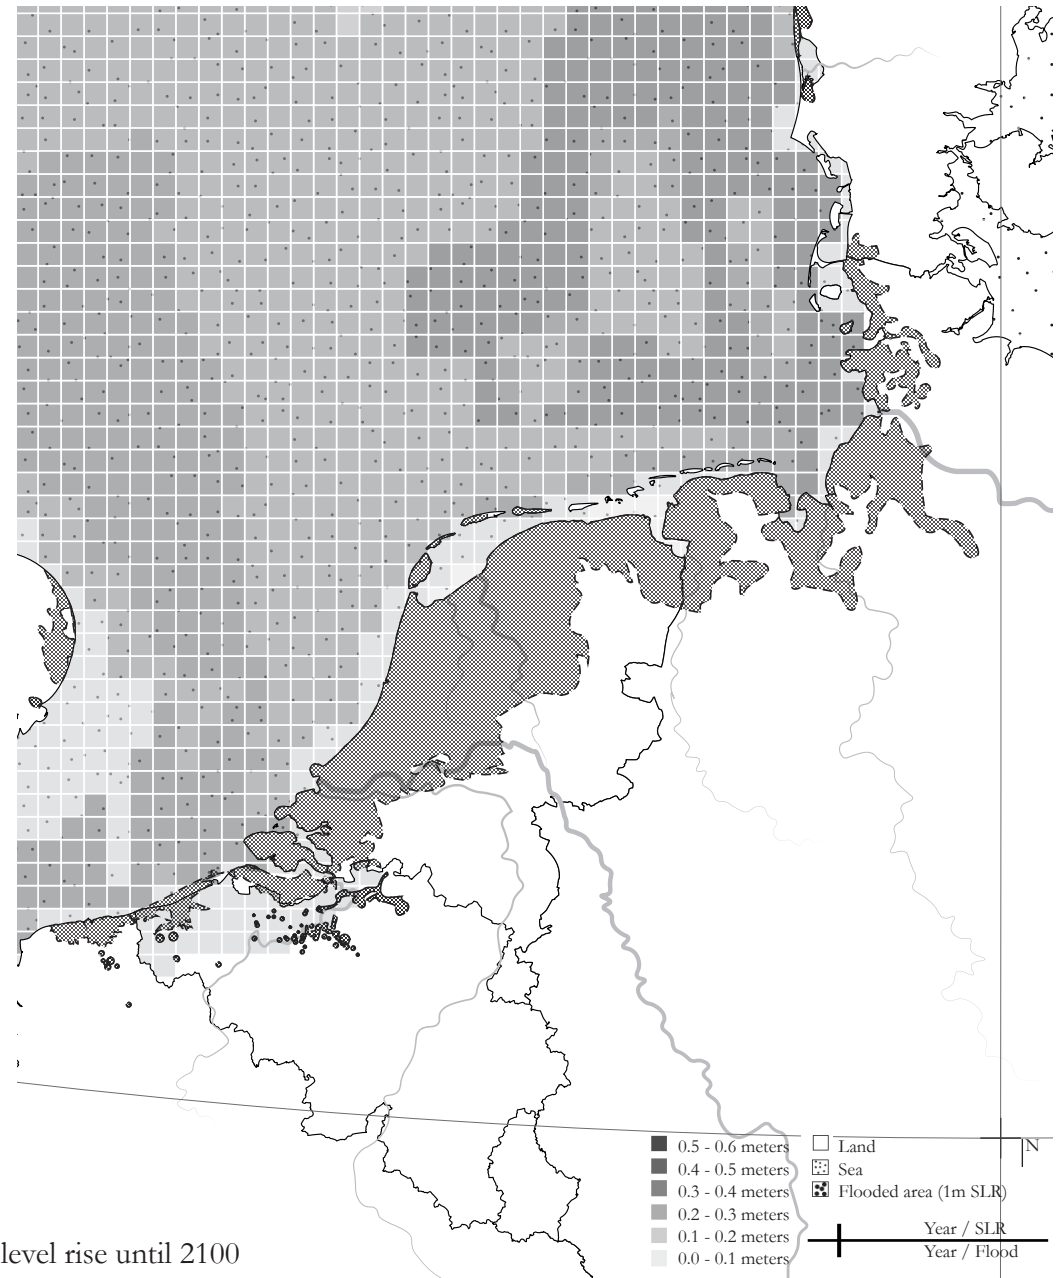 0.5 - 0.6 meters
0.4 - 0.5 meters
0.3 - 0.4 meters
0.2 - 0.3 meters
0.1 - 0.2 meters
0.0 - 0.1 meters
Land
Sea
Flooded area (1m SLR)
N
Year / SLR
Year / Flood
level rise until 2100